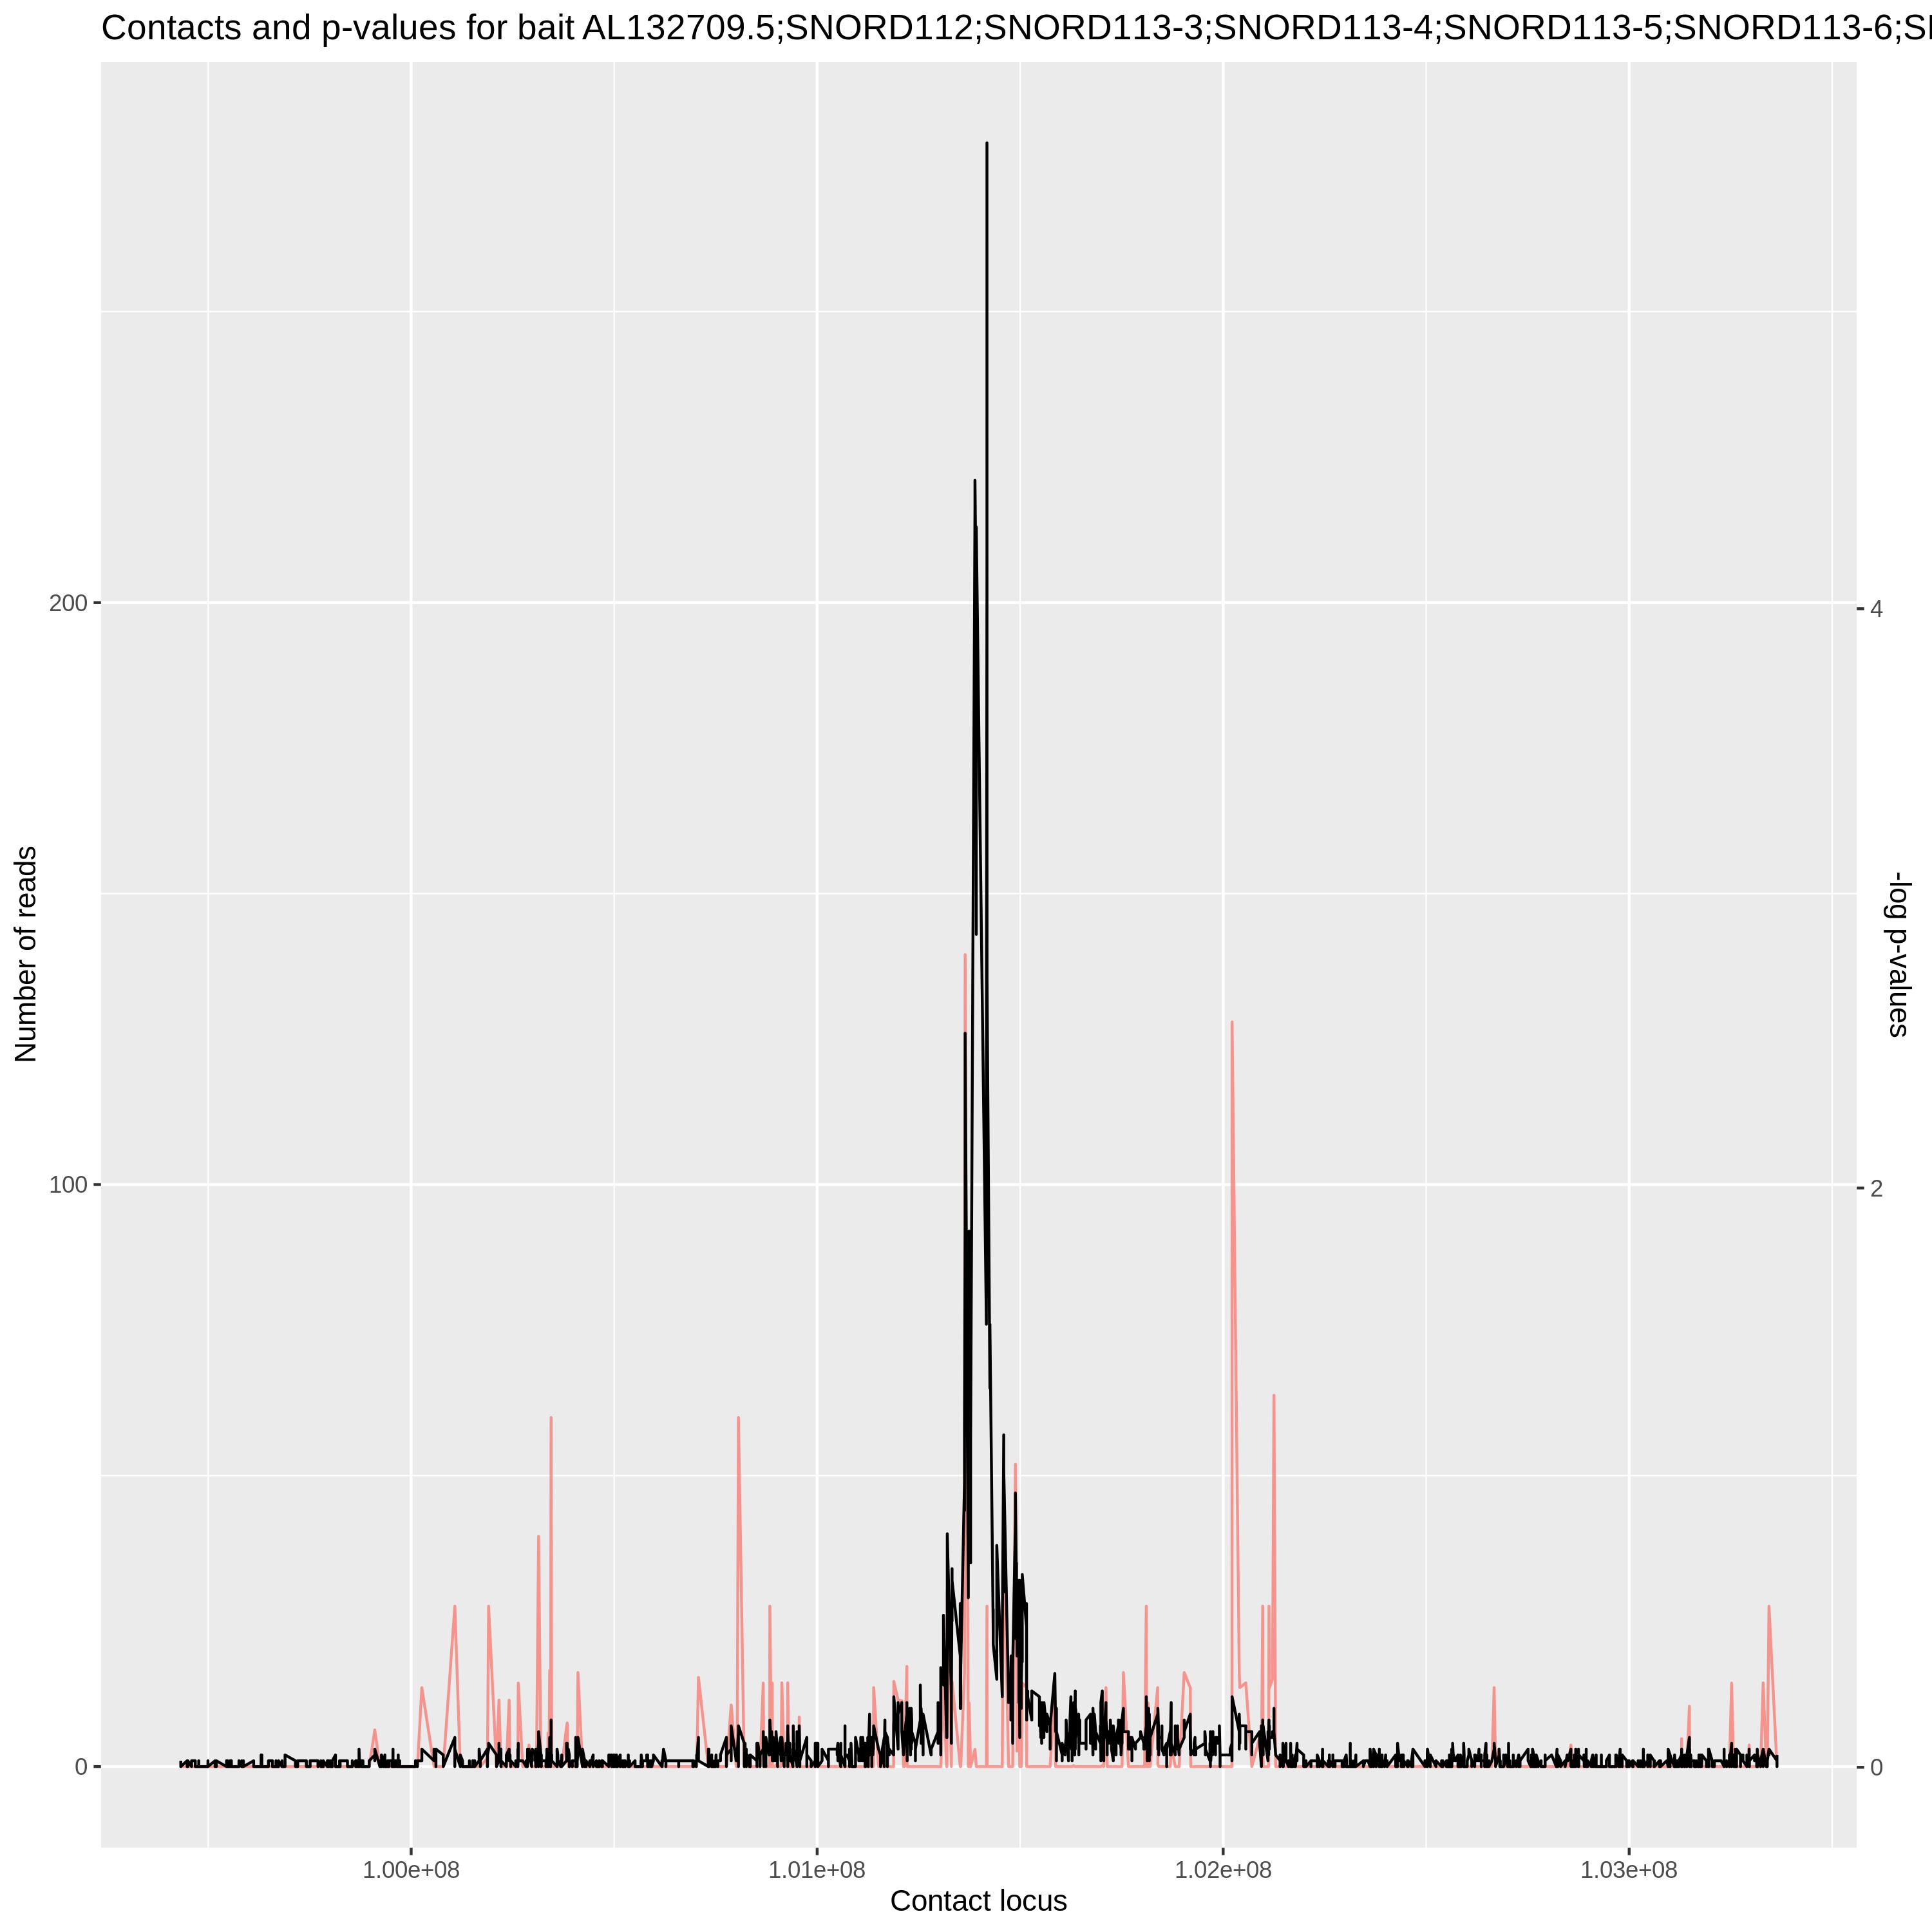 Contacts and p-values for bait AL132709.5;SNORD112;SNORD113-3;SNORD113-4;SNORD113-5;SNORD113-6;
200
100
0
Number of reads
4
2
0
-log p-values
1.00e+08
1.01e+08
1.02e+08
1.03e+08
Contact locus